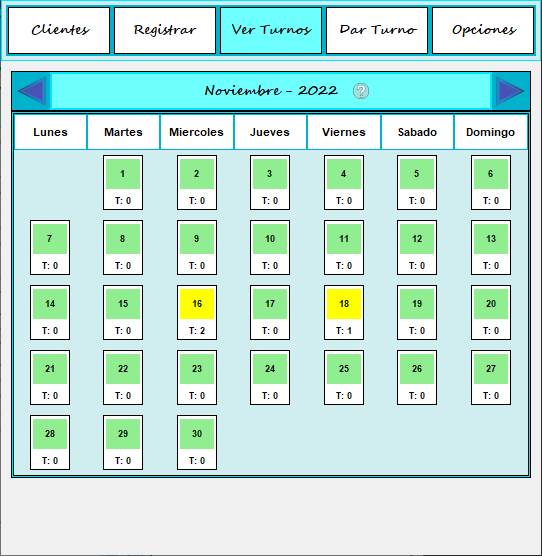 Clientes Registrar Ver Turnos Dar Turno Opciones
Noviembre - 2022 ?
Lunes Martes Miercoles Jueves Viernes Sabado Domingo
1 2 3 4 5 6
T: 0 T: 0 T: 0 T: 0 T: 0 T: 0
7 8 9 10 11 12 13
T: 0 T: 0 T: 0 T: 0 T: 0 T: 0 T: 0
14 15 16 17 18 19 20
T: 0 T: 0 T: 2 T: 0 T: 1 T: 0 T: 0
21 22 23 24 25 26 27
T: 0 T: 0 T: 0 T: 0 T: 0 T: 0 T: 0
28 29 30
T: 0 T: 0 T: 0